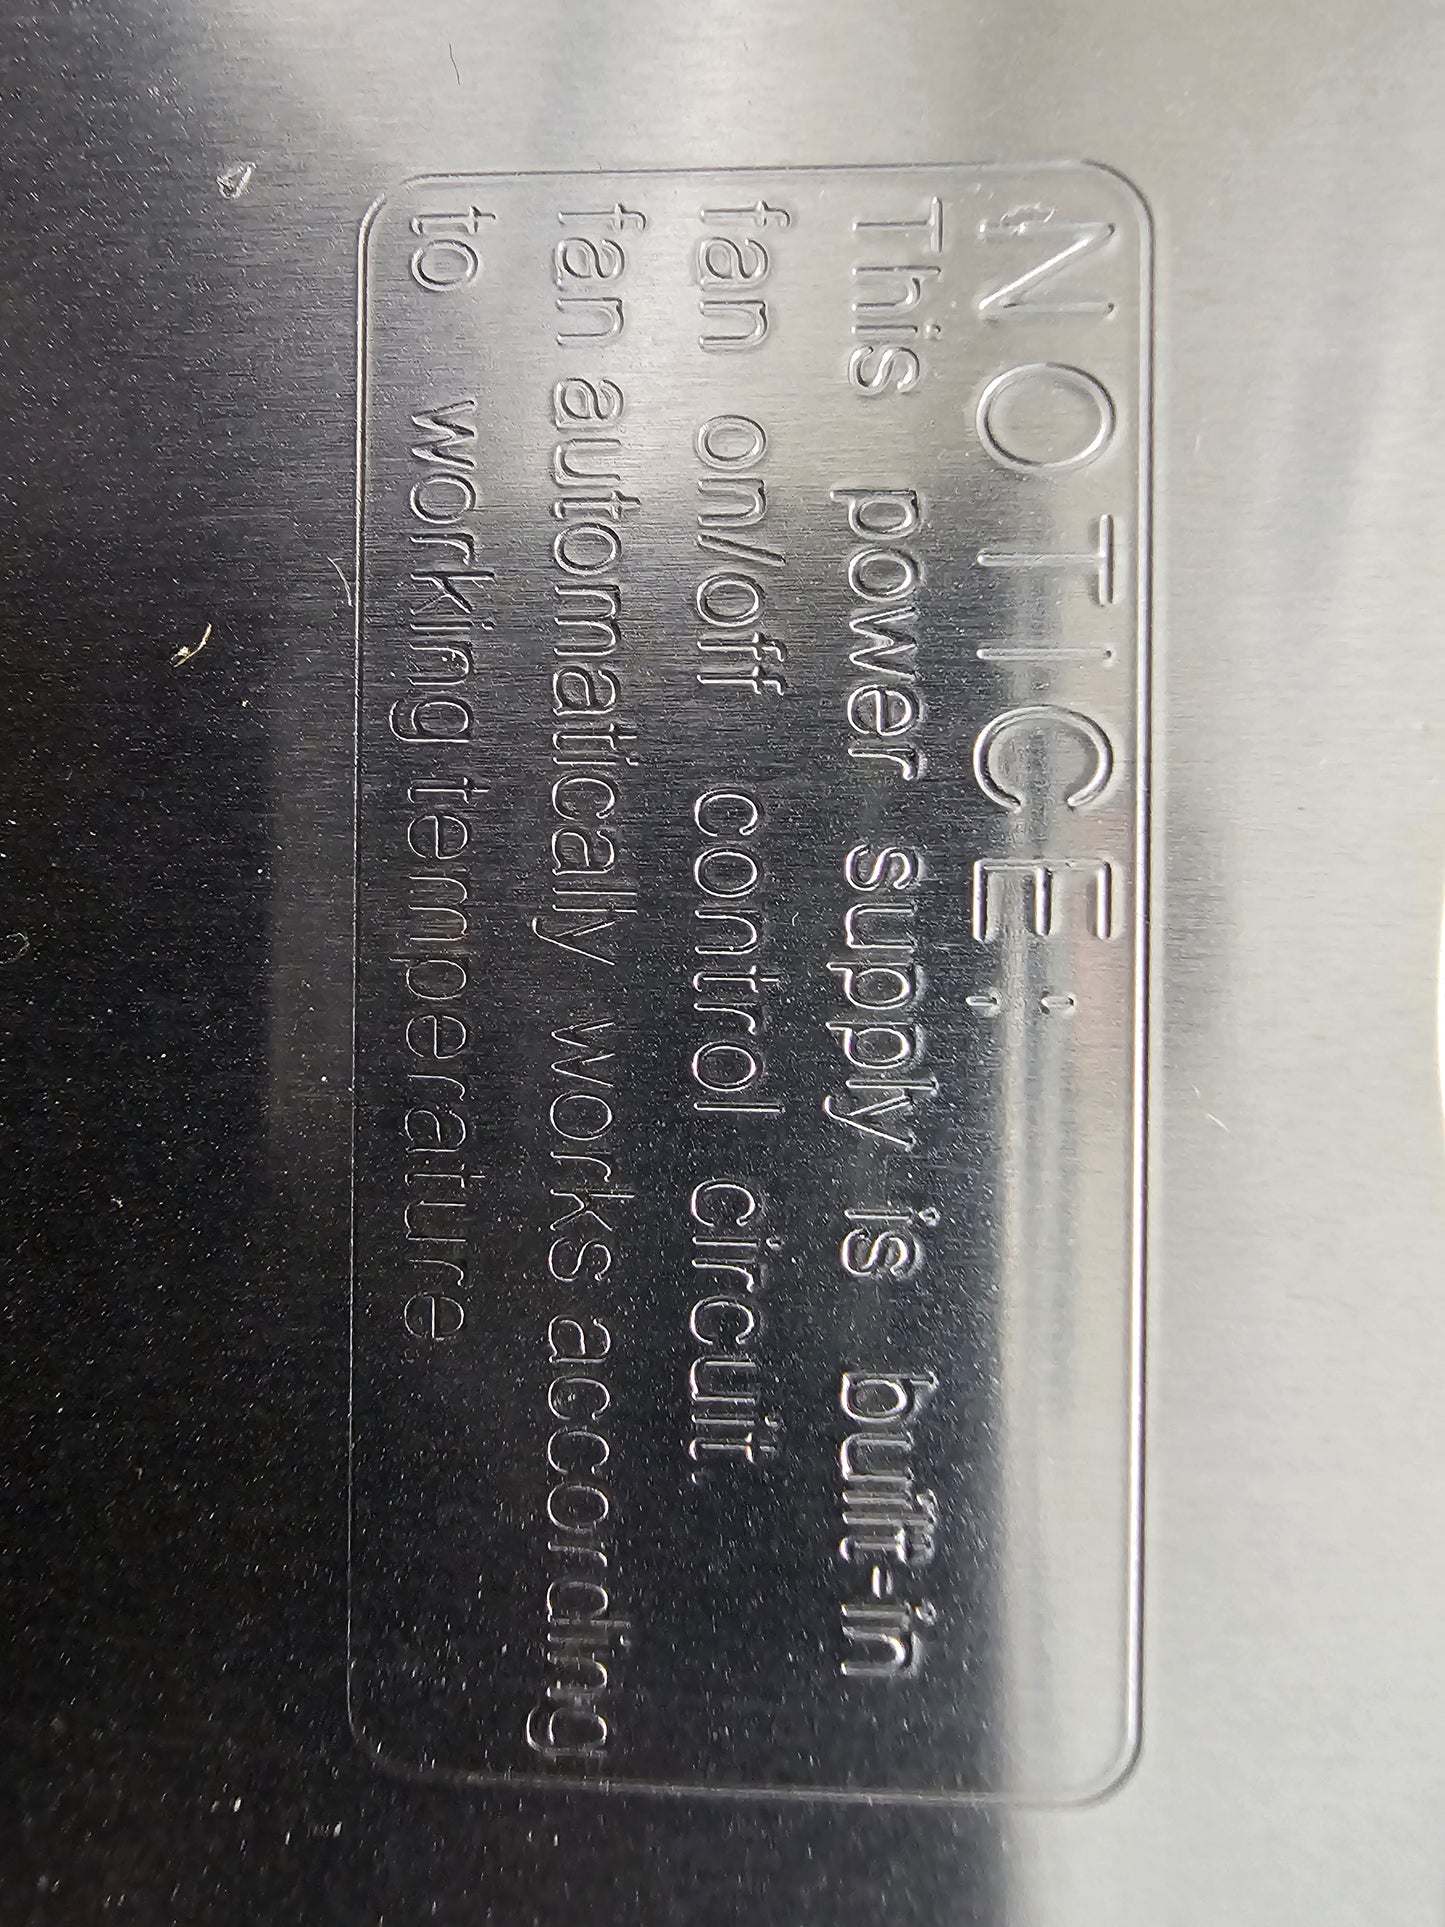 NOTICE:
This power supply is built-in
fan on/off control circuit.
fan automatically works according
to working temperature